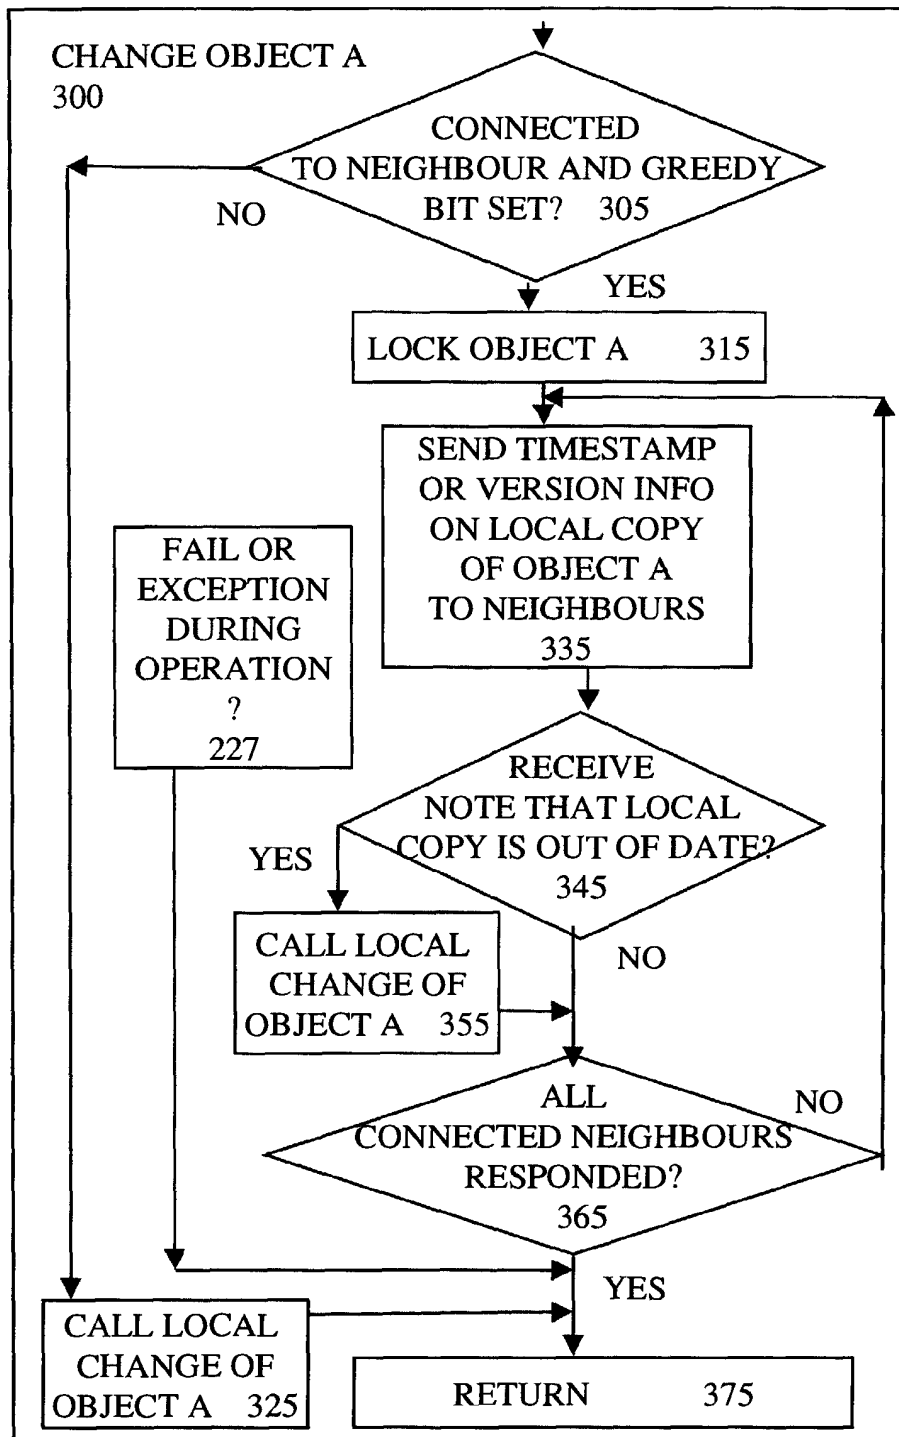 CHANGE OBJECT A
300
CONNECTED
TO NEIGHBOUR AND GREEDY
BIT SET? 305
NO
YES
LOCK OBJECT A 315
SEND TIMESTAMP
OR VERSION INFO
ON LOCAL COPY
OF OBJECT A
TO NEIGHBOURS
335
FAIL OR
EXCEPTION
DURING
OPERATION
?
227
RECEIVE
NOTE THAT LOCAL
COPY IS OUT OF DATE?
345
YES
NO
CALL LOCAL
CHANGE OF
OBJECT A 355
ALL
CONNECTED NEIGHBOURS
RESPONDED?
365
NO
YES
CALL LOCAL
CHANGE OF
OBJECT A 325
RETURN 375